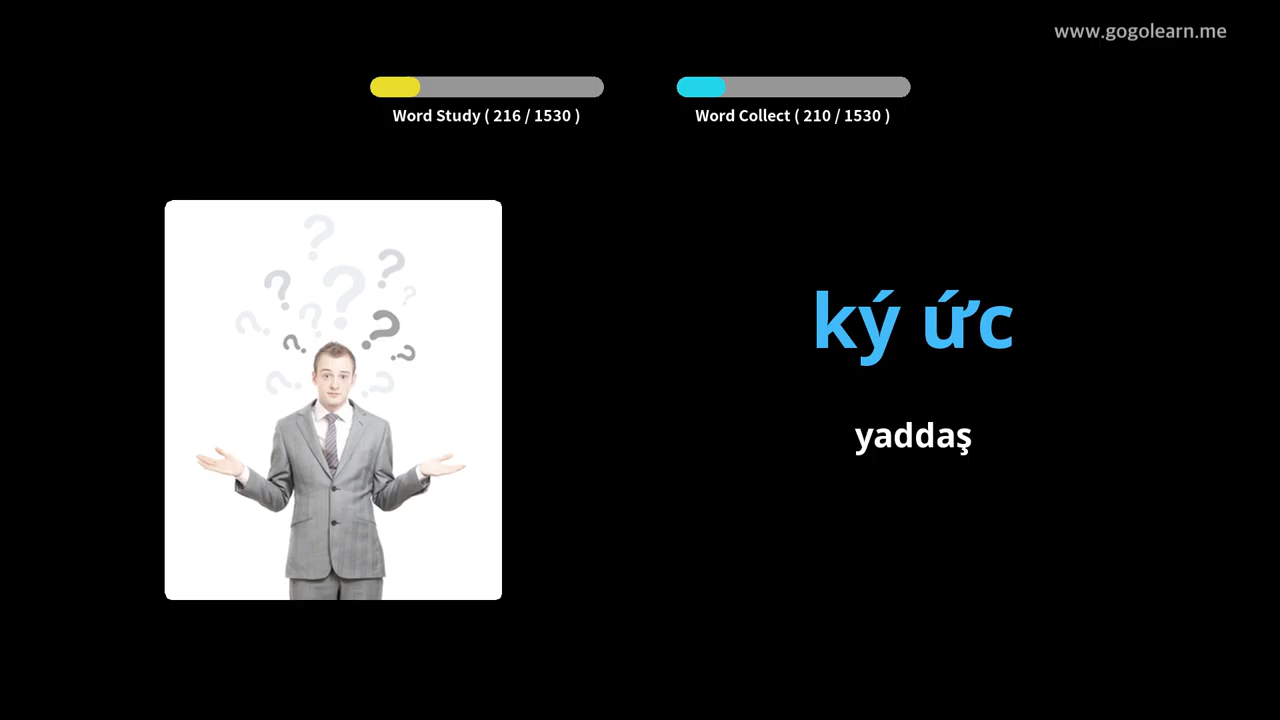 www.gogolearn.me
Word Study ( 216 / 1530 )
Word Collect ( 210 / 1530 )
ký ức
yaddaş